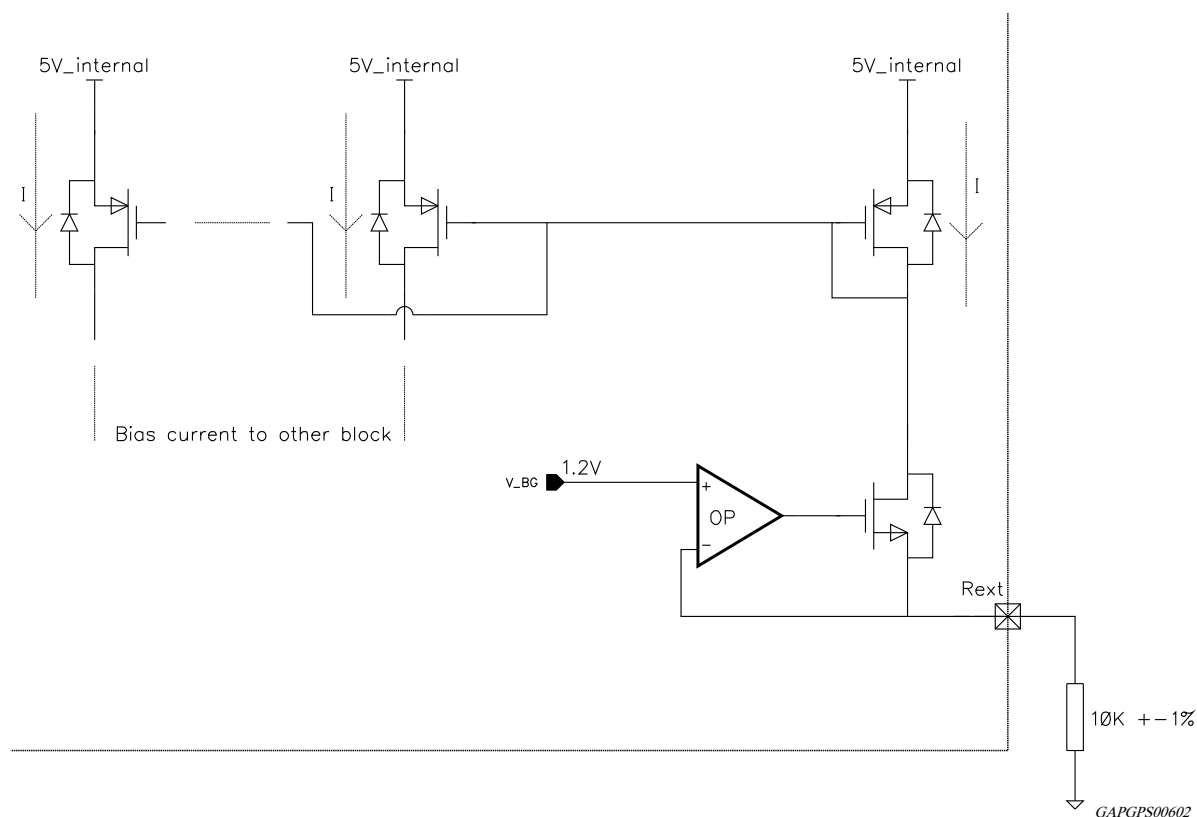 5V_internal
5V_internal
5V_internal
I
I
I
Bias current to other block
V_BG
1.2V
+
OP
−
Rext
10K +-1%
GAPGPS00602